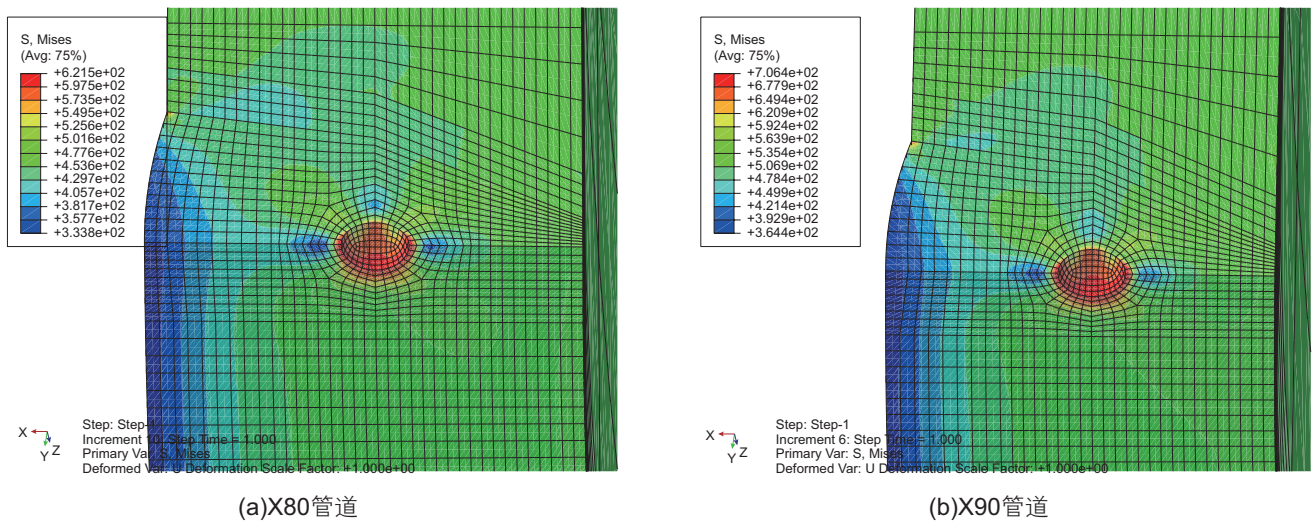 S, Mises
(Avg: 75%)
+6.215e+02
+5.975e+02
+5.735e+02
+5.495e+02
+5.256e+02
+5.016e+02
+4.776e+02
+4.536e+02
+4.297e+02
+4.057e+02
+3.817e+02
+3.577e+02
+3.338e+02
X
Y
Z
Step: Step-
Increment 10: Step Time = 1.000
Primary Var: S, Mises
Deformed Var: U Deformation Scale Factor: +1.000e+00
(a)X80管道
S, Mises
(Avg: 75%)
+7.064e+02
+6.779e+02
+6.494e+02
+6.209e+02
+5.924e+02
+5.639e+02
+5.354e+02
+5.069e+02
+4.784e+02
+4.499e+02
+4.214e+02
+3.929e+02
+3.644e+02
X
Y
Z
Step: Step-1
Increment 6: Step Time = 1.000
Primary Var: S, Mises
Deformed Var: U Deformation Scale Factor: +1.000e+00
(b)X90管道